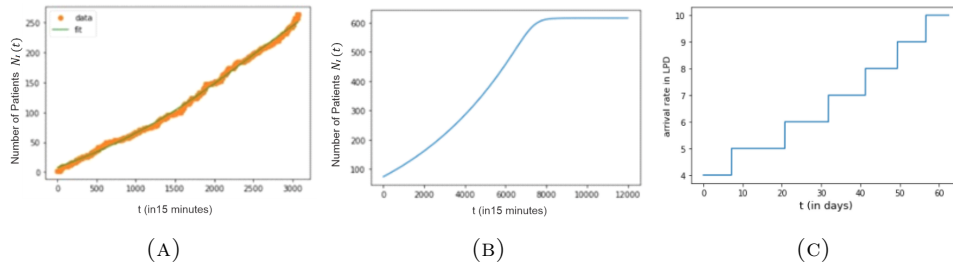 250
200
150
100
50
0
data
fit
Number of Patients N_I(t)
0 500 1000 1500 2000 2500 3000
t (in15 minutes)
(A)
600
500
400
300
200
100
Number of Patients N_I(t)
0 2000 4000 6000 8000 10000 12000
t (in15 minutes)
(B)
10
9
8
7
6
5
4
arrival rate in LPD
0 10 20 30 40 50 60
t (in days)
(C)